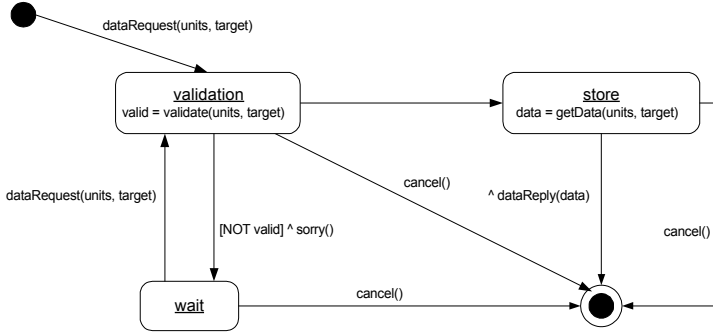 dataRequest(units, target)
validation
valid = validate(units, target)
store
data = getData(units, target)
cancel()
dataRequest(units, target)
^ dataReply(data)
[NOT valid] ^ sorry()
cancel()
wait
cancel()